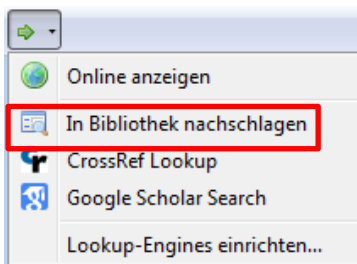 Online anzeigen
In Bibliothek nachschlagen
CrossRef Lookup
Google Scholar Search
Lookup-Engines einrichten...